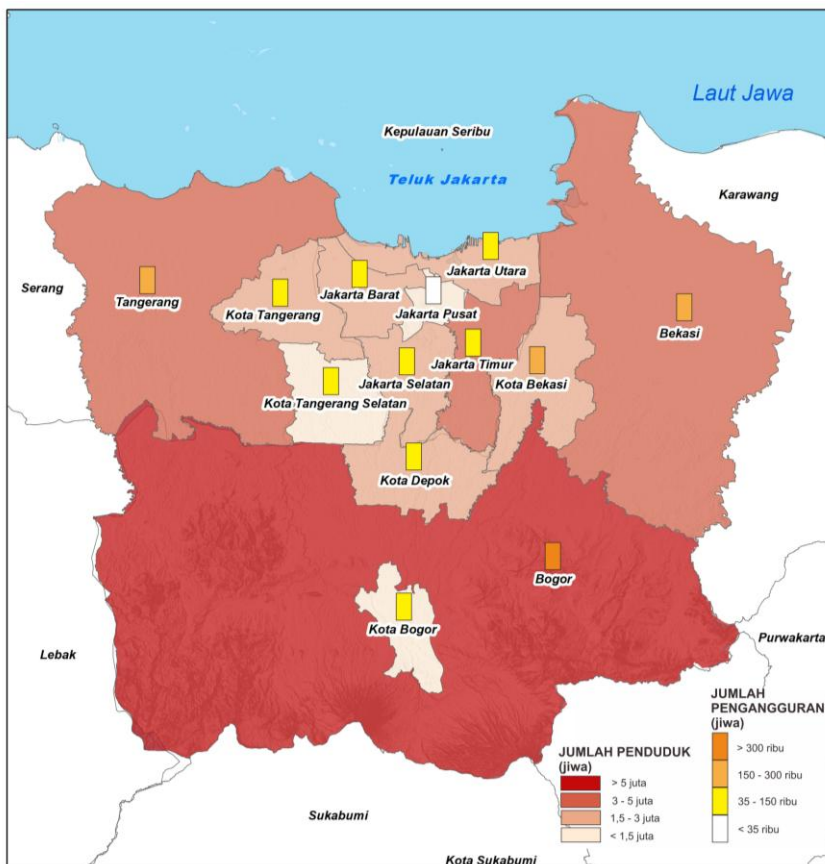 Laut Jawa
Kepulauan Seribu
Teluk Jakarta
Karawang
Jakarta Utara
Serang
Tangerang
Jakarta Barat
Kota Tangerang
Jakarta Pusat
Bekasi
Jakarta Timur
Jakarta Selatan
Kota Bekasi
Kota Tangerang Selatan
Kota Depok
Bogor
Kota Bogor
Purwakarta
Lebak
Sukabumi
Kota Sukabumi
JUMLAH PENDUDUK
(jiwa)
> 5 juta
3 - 5 juta
1,5 - 3 juta
< 1,5 juta
JUMLAH
PENGANGGURAN
(jiwa)
> 300 ribu
150 - 300 ribu
35 - 150 ribu
< 35 ribu